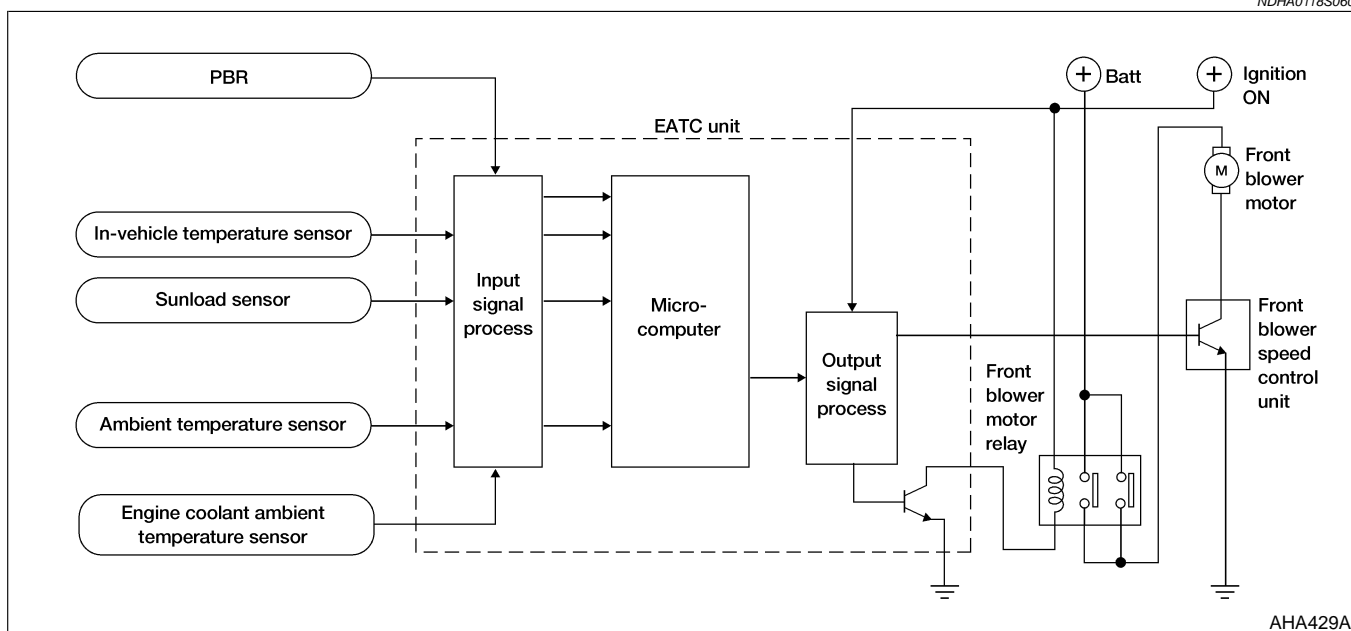 NDHA0118S060
PBR
Batt
Ignition
ON
EATC unit
Front
blower
motor
M
In-vehicle temperature sensor
Sunload sensor
Input
signal
process
Micro-
computer
Output
signal
process
Front
blower
speed
control
unit
Front
blower
motor
relay
Ambient temperature sensor
Engine coolant ambient
temperature sensor
AHA429A